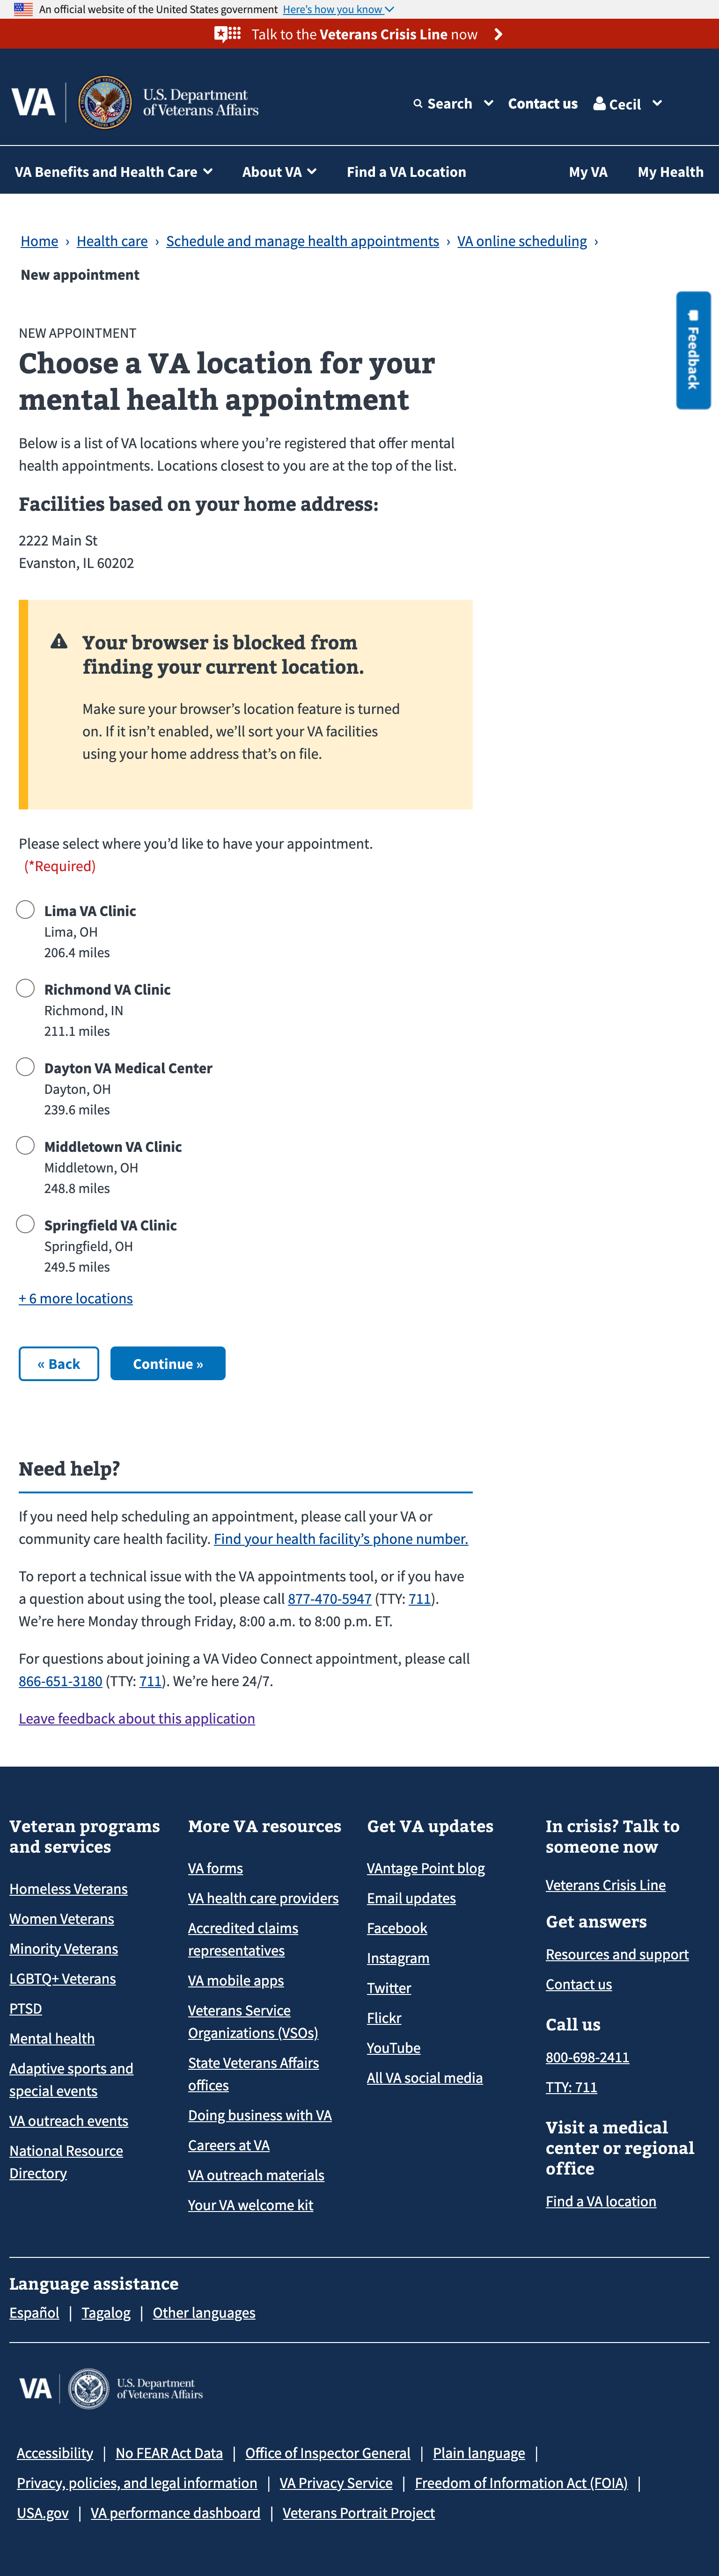 An official website of the United States government Here's how you know
Talk to the Veterans Crisis Line now
VA
U.S. Department
of Veterans Affairs
Search Contact us Cecil
VA Benefits and Health Care About VA Find a VA Location My VA My Health
Home › Health care › Schedule and manage health appointments › VA online scheduling ›
New appointment
Feedback
NEW APPOINTMENT
Choose a VA location for your
mental health appointment
Below is a list of VA locations where you're registered that offer mental
health appointments. Locations closest to you are at the top of the list.
Facilities based on your home address:
2222 Main St
Evanston, IL 60202
Your browser is blocked from
finding your current location.
Make sure your browser's location feature is turned
on. If it isn't enabled, we'll sort your VA facilities
using your home address that's on file.
Please select where you'd like to have your appointment.
(*Required)
Lima VA Clinic
Lima, OH
206.4 miles
Richmond VA Clinic
Richmond, IN
211.1 miles
Dayton VA Medical Center
Dayton, OH
239.6 miles
Middletown VA Clinic
Middletown, OH
248.8 miles
Springfield VA Clinic
Springfield, OH
249.5 miles
+ 6 more locations
« Back Continue »
Need help?
If you need help scheduling an appointment, please call your VA or
community care health facility. Find your health facility's phone number.
To report a technical issue with the VA appointments tool, or if you have
a question about using the tool, please call 877-470-5947 (TTY: 711).
We're here Monday through Friday, 8:00 a.m. to 8:00 p.m. ET.
For questions about joining a VA Video Connect appointment, please call
866-651-3180 (TTY: 711). We're here 24/7.
Leave feedback about this application
Veteran programs
and services
Homeless Veterans
Women Veterans
Minority Veterans
LGBTQ+ Veterans
PTSD
Mental health
Adaptive sports and
special events
VA outreach events
National Resource
Directory
More VA resources
VA forms
VA health care providers
Accredited claims
representatives
VA mobile apps
Veterans Service
Organizations (VSOs)
State Veterans Affairs
offices
Doing business with VA
Careers at VA
VA outreach materials
Your VA welcome kit
Get VA updates
VAntage Point blog
Email updates
Facebook
Instagram
Twitter
Flickr
YouTube
All VA social media
In crisis? Talk to
someone now
Veterans Crisis Line
Get answers
Resources and support
Contact us
Call us
800-698-2411
TTY: 711
Visit a medical
center or regional
office
Find a VA location
Language assistance
Español | Tagalog | Other languages
VA
U.S. Department
of Veterans Affairs
Accessibility | No FEAR Act Data | Office of Inspector General | Plain language |
Privacy, policies, and legal information | VA Privacy Service | Freedom of Information Act (FOIA) |
USA.gov | VA performance dashboard | Veterans Portrait Project